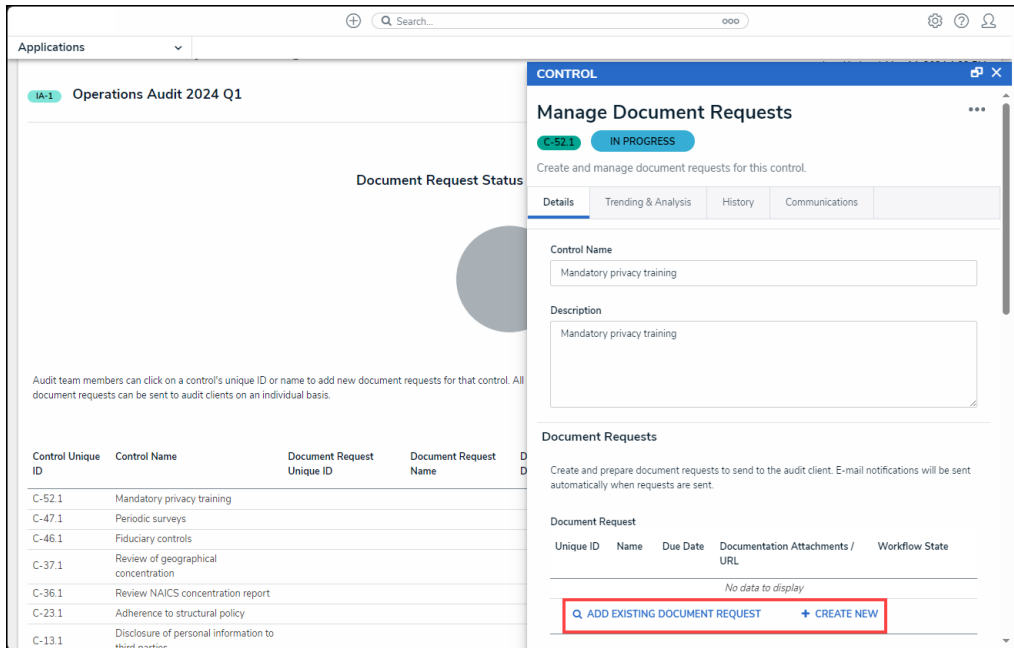 Search...
Applications
IA-1 Operations Audit 2024 Q1
Document Request Status
Audit team members can click on a control's unique ID or name to add new document requests for that control. All
document requests can be sent to audit clients on an individual basis.
Control Unique ID Control Name Document Request Unique ID Document Request Name D D
C-52.1 Mandatory privacy training
C-47.1 Periodic surveys
C-46.1 Fiduciary controls
C-37.1 Review of geographical concentration
C-36.1 Review NAICS concentration report
C-23.1 Adherence to structural policy
C-13.1 Disclosure of personal information to third parties
CONTROL
Manage Document Requests
C-52.1 IN PROGRESS
Create and manage document requests for this control.
Details Trending & Analysis History Communications
Control Name
Mandatory privacy training
Description
Mandatory privacy training
Document Requests
Create and prepare document requests to send to the audit client. E-mail notifications will be sent
automatically when requests are sent.
Document Request
Unique ID Name Due Date Documentation Attachments / URL Workflow State
No data to display
ADD EXISTING DOCUMENT REQUEST + CREATE NEW